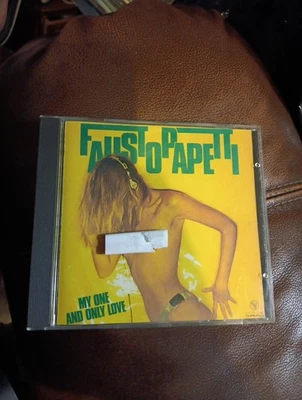 FAUSTO PAPETTI
MY ONE
AND ONLY LOVE